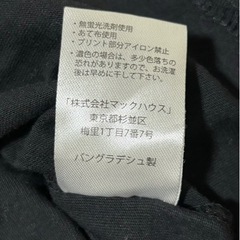 ・無蛍光洗剤使用
・あて布使用
・プリント部分アイロン禁止
・濃色の場合は、多少色落ちの
恐れがありますので、お洗濯
後は早めに干して下さい。
「株式会社マックハウス」
東京都杉並区
梅里1丁目7番7号
バングラデシュ製